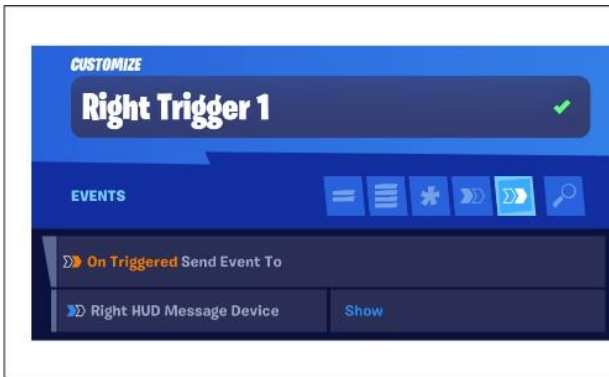 CUSTOMIZE
Right Trigger 1
EVENTS
On Triggered Send Event To
Right HUD Message Device Show